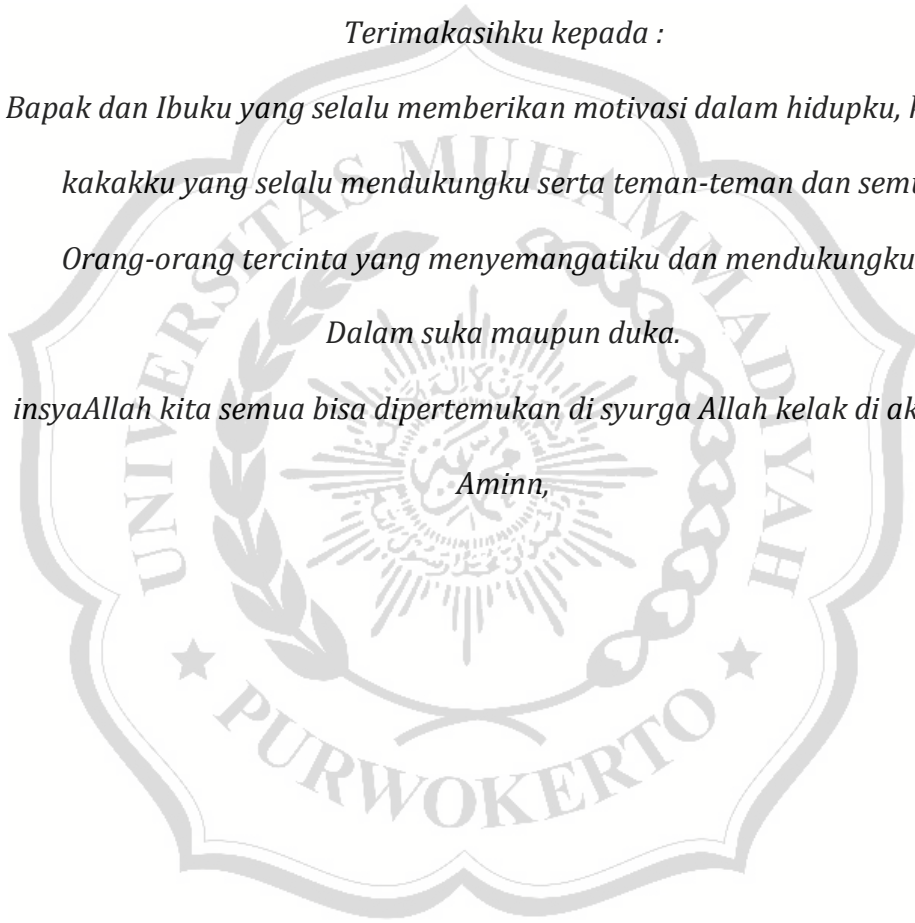 Terimakasihku kepada :
Bapak dan Ibuku yang selalu memberikan motivasi dalam hidupku,
kakakku yang selalu mendukungku serta teman-teman dan
Orang-orang tercinta yang menyemangatiku dan mendukungku
Dalam suka maupun duka.
insyaAllah kita semua bisa dipertemukan di syurga Allah kelak di
Aminn,
UNIVERSITAS MUHAMMADIYAH
PURWOKERTO